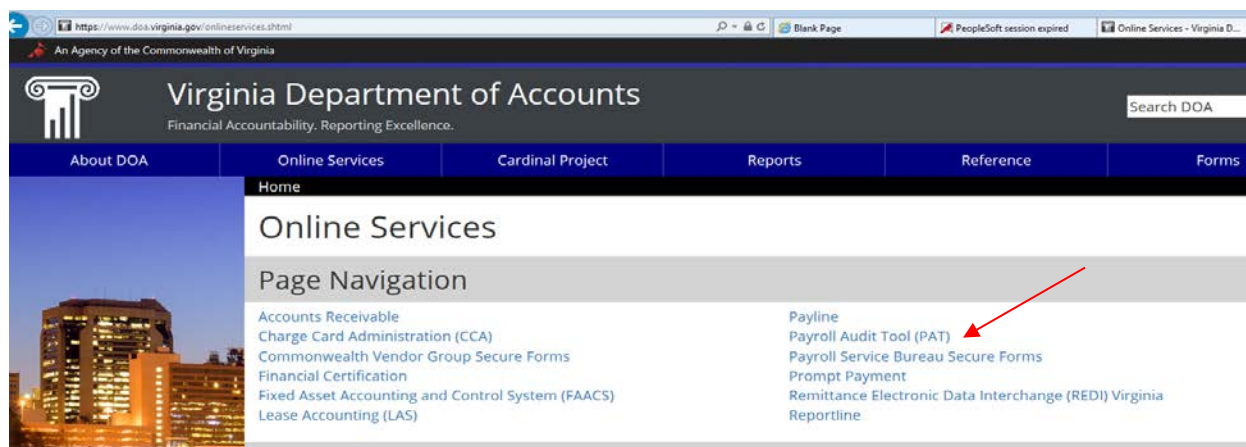 https://www.doa.virginia.gov/onlineservices.shtml
Blank Page
PeopleSoft session expired
Online Services - Virginia D...
An Agency of the Commonwealth of Virginia
Virginia Department of Accounts
Financial Accountability. Reporting Excellence.
Search DOA
About DOA
Online Services
Cardinal Project
Reports
Reference
Forms
Home
Online Services
Page Navigation
Accounts Receivable
Charge Card Administration (CCA)
Commonwealth Vendor Group Secure Forms
Financial Certification
Fixed Asset Accounting and Control System (FAACS)
Lease Accounting (LAS)
Payline
Payroll Audit Tool (PAT)
Payroll Service Bureau Secure Forms
Prompt Payment
Remittance Electronic Data Interchange (REDI) Virginia
Reportline